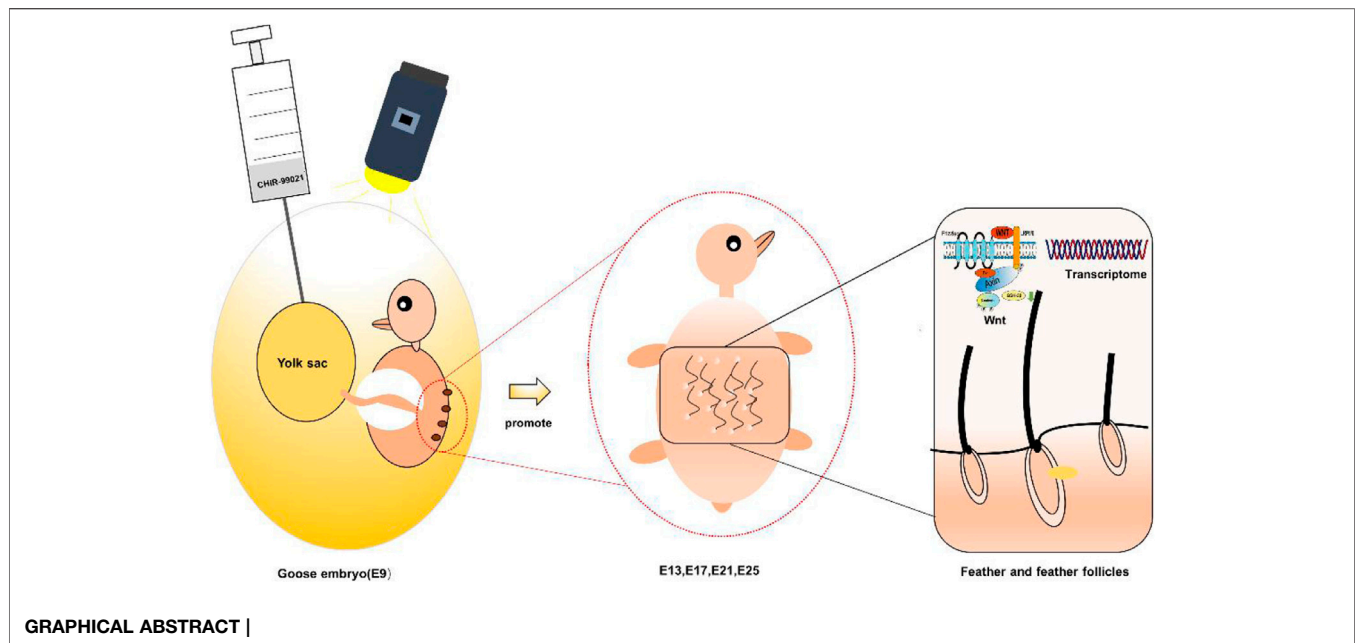 CHIR-99021
Yolk sac
Goose embryo(E9)
promote
E13,E17,E21,E25
WNT
Axin
Wnt
Transcriptome
Feather and feather follicles
GRAPHICAL ABSTRACT |